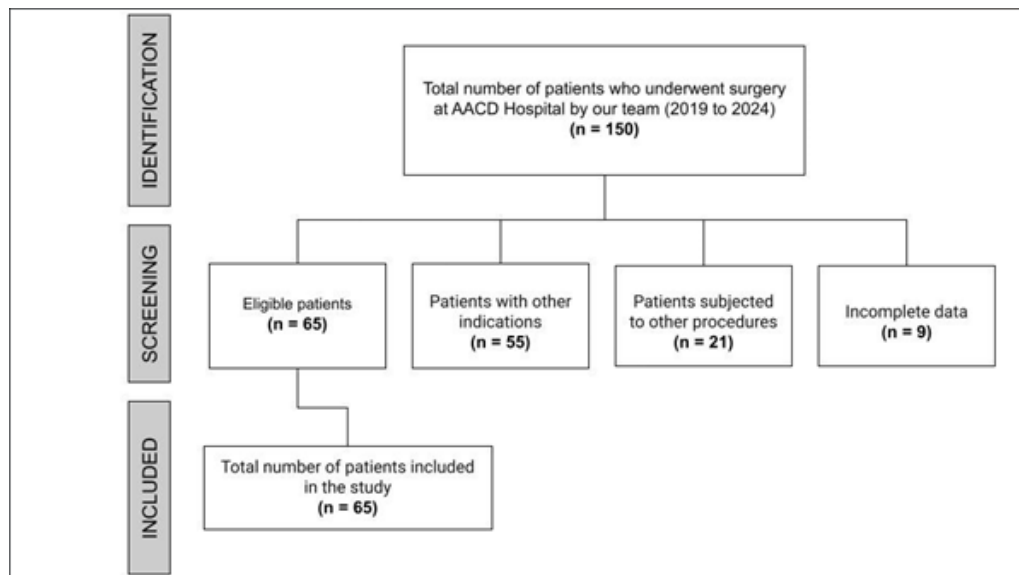 IDENTIFICATION
Total number of patients who underwent surgery
at AACD Hospital by our team (2019 to 2024)
(n = 150)
SCREENING
Eligible patients
(n = 65)
Patients with other
indications
(n = 55)
Patients subjected
to other procedures
(n = 21)
Incomplete data
(n = 9)
INCLUDED
Total number of patients included
in the study
(n = 65)